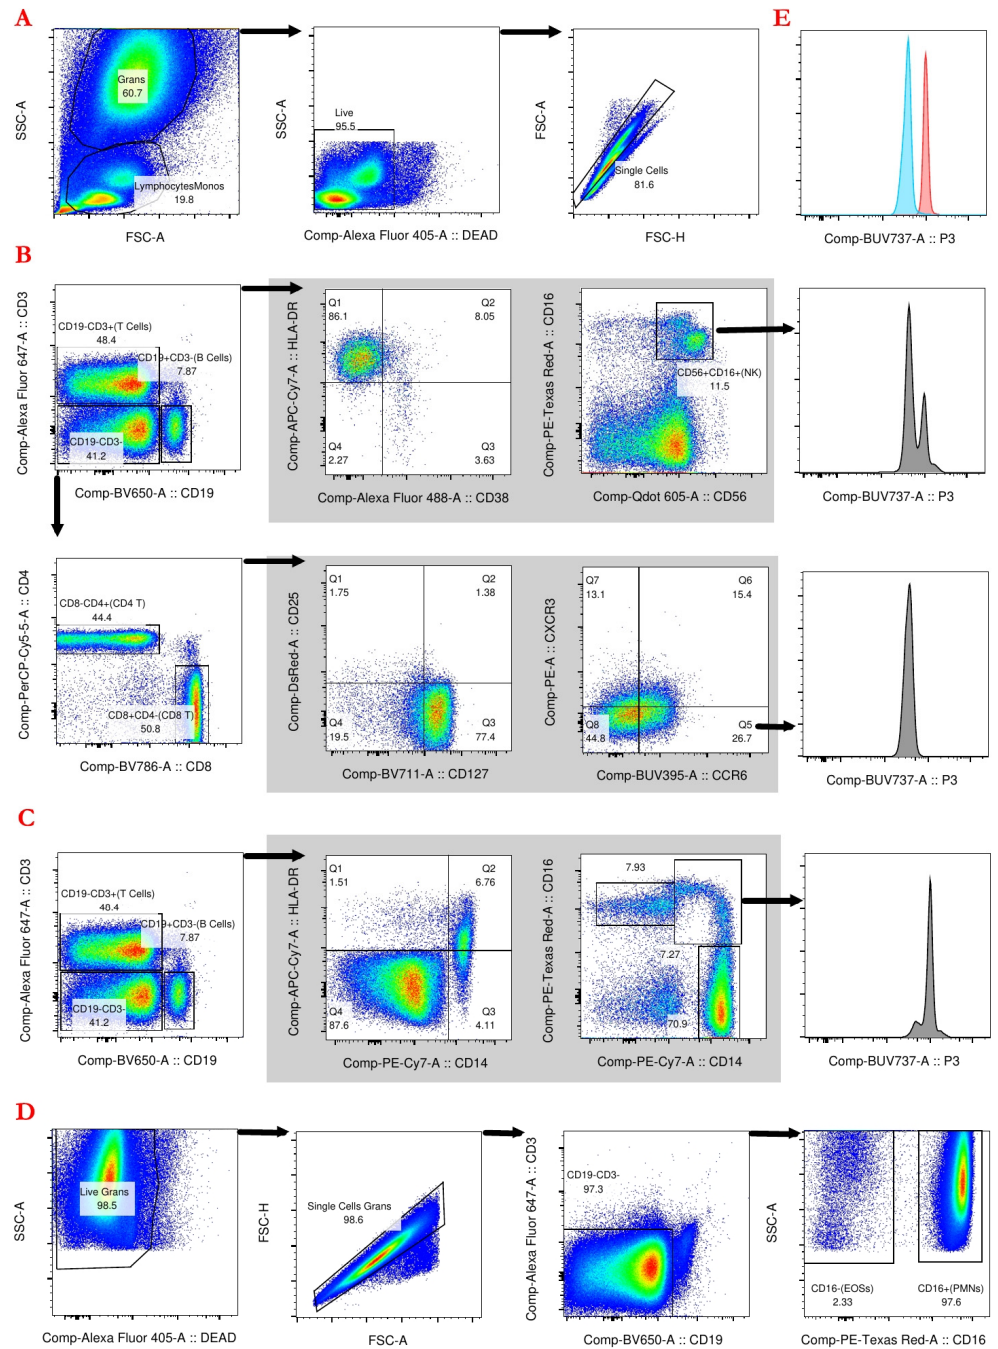 A
E
SSC-A
Grans
60.7
LymphocytesMonos
19.8
FSC-A
SSC-A
Live
95.5
Comp-Alexa Fluor 405-A :: DEAD
FSC-A
Single Cells
81.6
FSC-H
Comp-BUV737-A :: P3
B
Comp-Alexa Fluor 647-A :: CD3
CD19-CD3+(T Cells)
48.4
CD19+CD3-(B Cells)
7.87
CD19-CD3-
41.2
Comp-BV650-A :: CD19
Comp-APC-Cy7-A :: HLA-DR
Q1
86.1
Q2
8.05
Q4
2.27
Q3
3.63
Comp-Alexa Fluor 488-A :: CD38
Comp-PE-Texas Red-A :: CD16
CD56+CD16+(NK)
11.5
Comp-Qdot 605-A :: CD56
Comp-BUV737-A :: P3
Comp-PerCP-Cy5-5-A :: CD4
CD8-CD4+(CD4 T)
44.4
CD8+CD4-(CD8 T)
50.8
Comp-BV786-A :: CD8
Comp-DsRed-A :: CD25
Q1
1.75
Q2
1.38
Q4
19.5
Q3
77.4
Comp-BV711-A :: CD127
Comp-PE-A :: CXCR3
Q7
13.1
Q6
15.4
Q8
44.8
Q5
26.7
Comp-BUV395-A :: CCR6
Comp-BUV737-A :: P3
C
Comp-Alexa Fluor 647-A :: CD3
CD19-CD3+(T Cells)
40.4
CD19+CD3-(B Cells)
7.87
CD19-CD3-
41.2
Comp-BV650-A :: CD19
Comp-APC-Cy7-A :: HLA-DR
Q1
1.51
Q2
6.76
Q4
87.6
Q3
4.11
Comp-PE-Cy7-A :: CD14
Comp-PE-Texas Red-A :: CD16
7.93
7.27
70.9
Comp-PE-Cy7-A :: CD14
Comp-BUV737-A :: P3
D
SSC-A
Live Grans
98.5
Comp-Alexa Fluor 405-A :: DEAD
FSC-H
Single Cells Grans
98.6
FSC-A
Comp-Alexa Fluor 647-A :: CD3
CD19-CD3-
97.3
Comp-BV650-A :: CD19
SSC-A
CD16-(EOSs)
2.33
CD16+(PMNs)
97.6
Comp-PE-Texas Red-A :: CD16